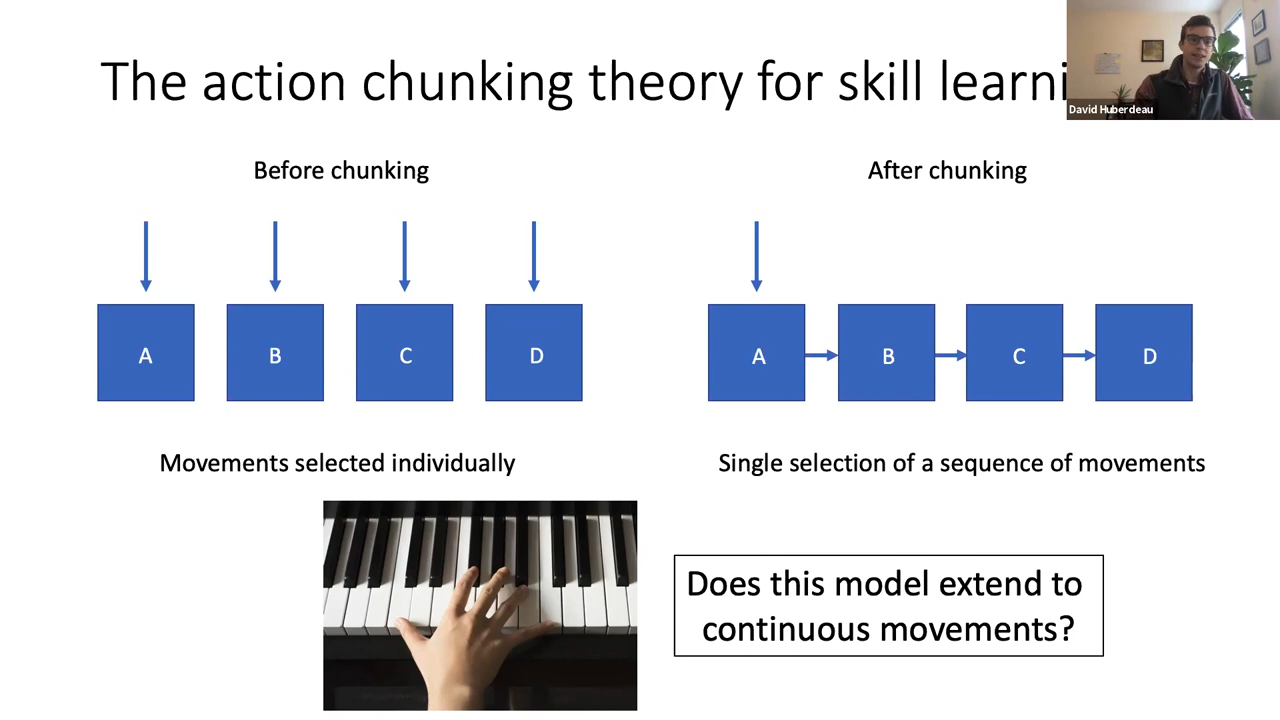 The action chunking theory for skill learni
David Huberdeau
Before chunking
After chunking
A
B
C
D
A
B
C
D
Movements selected individually
Single selection of a sequence of movements
Does this model extend to
continuous movements?